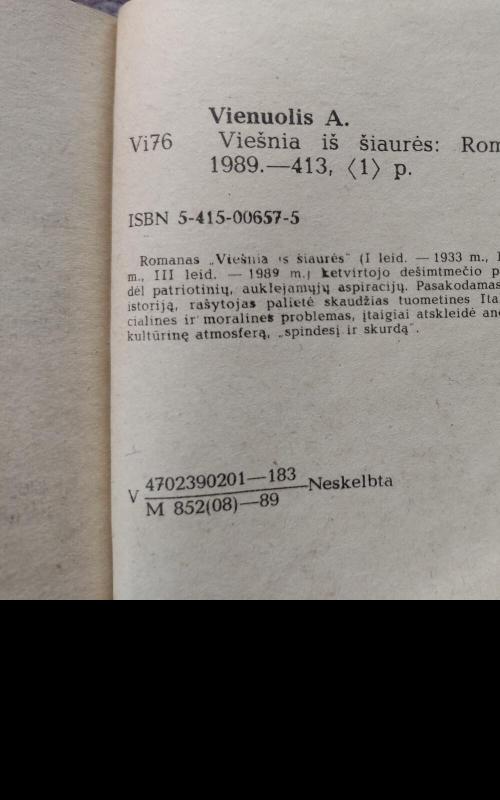 Vienuolis A.
Vi76 Viešnia iš šiaurės: Rom
1989.—413, ⟨1⟩ p.
ISBN 5-415-00657-5
Romanas „Viešnia iš šiaurės" (I leid. — 1933 m.,
m., III leid. — 1989 m.) ketvirtojo dešimtmečio p
dėl patriotinių, auklėjamųjų aspiracijų. Pasakodamas
istoriją, rašytojas palietė skaudžias tuometines Ita
cialines ir moralines problemas, įtaigiai atskleidė
kultūrinę atmosferą, „spindesį ir skurdą".
V 4702390201—183 Neskelbta
M 852(08)—89